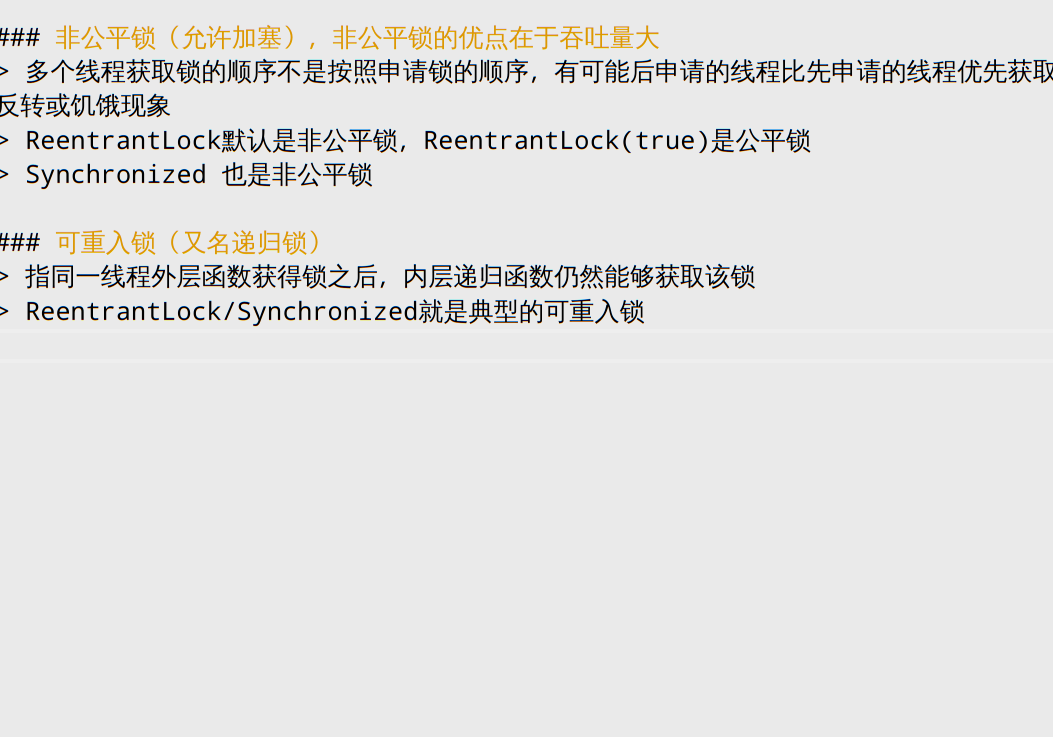 ### 非公平锁（允许加塞），非公平锁的优点在于吞吐量大
> 多个线程获取锁的顺序不是按照申请锁的顺序，有可能后申请的线程比先申请的线程优先获取
反转或饥饿现象
> ReentrantLock默认是非公平锁，ReentrantLock(true)是公平锁
> Synchronized 也是非公平锁
### 可重入锁（又名递归锁）
> 指同一线程外层函数获得锁之后，内层递归函数仍然能够获取该锁
> ReentrantLock/Synchronized就是典型的可重入锁